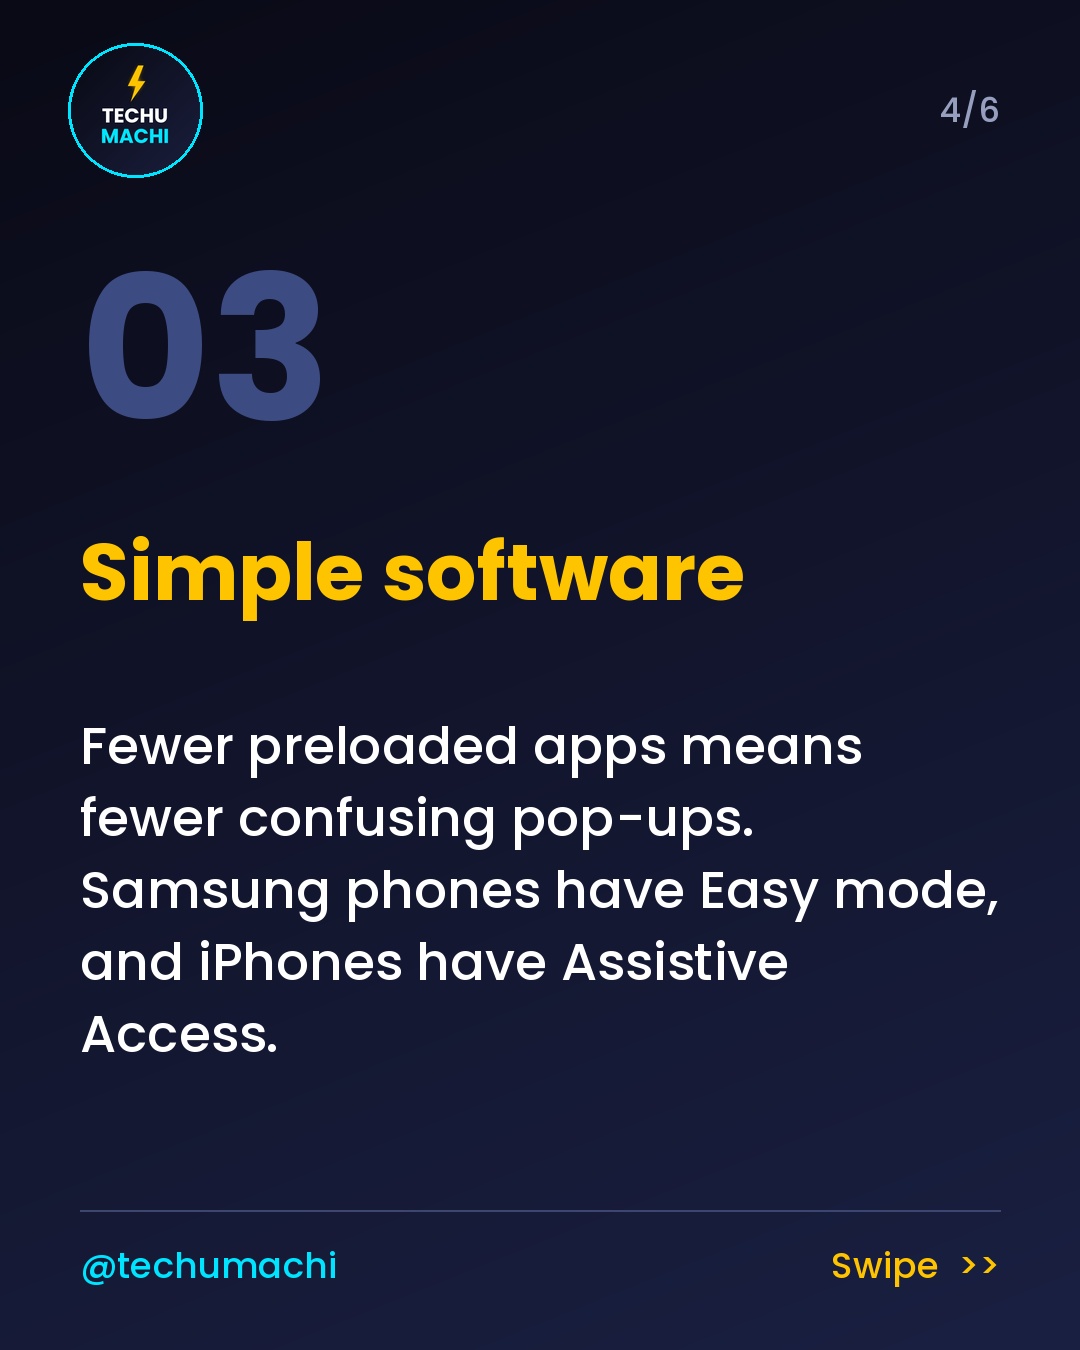 TECHU
MACHI
4/6
03
Simple software
Fewer preloaded apps means
fewer confusing pop-ups.
Samsung phones have Easy mode,
and iPhones have Assistive
Access.
@techumachi
Swipe >>